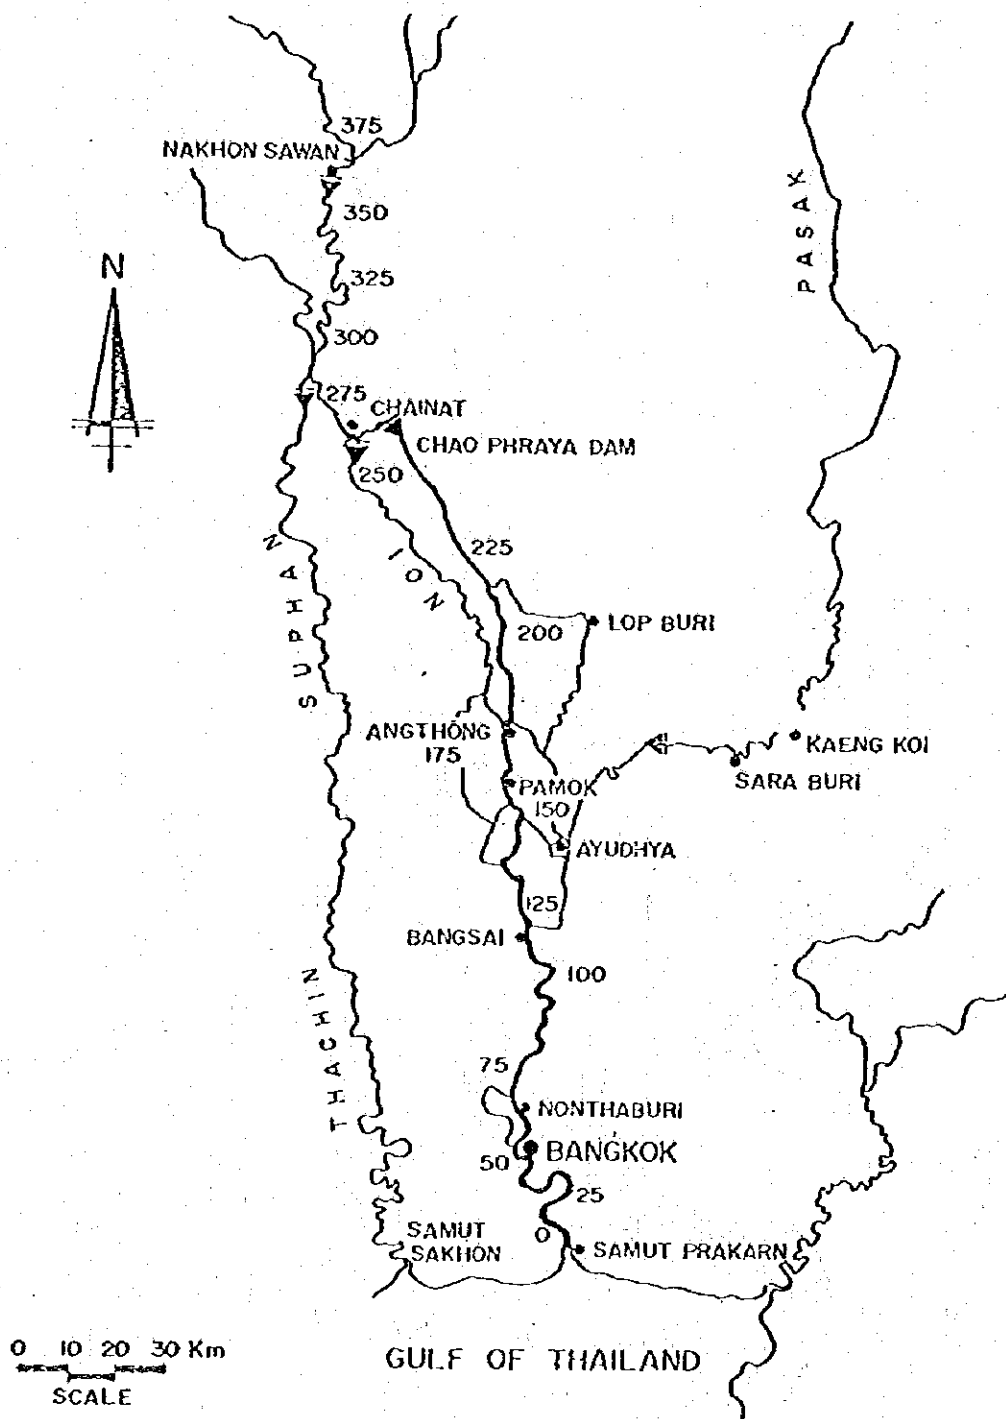 375
NAKHON SAWAN
350
PASAK
N
325
300
275
CHAINAT
CHAO PHRAYA DAM
250
225
NOI
SUPHAN
LOP BURI
200
ANGTHONG
175
KAENG KOI
SARA BURI
PAMOK
150
AYUDHYA
125
BANGSAI
100
THACHIN
75
NONTHABURI
BANGKOK
50
25
SAMUT
SAKHON
0
SAMUT PRAKARN
0 10 20 30 Km
SCALE
GULF OF THAILAND